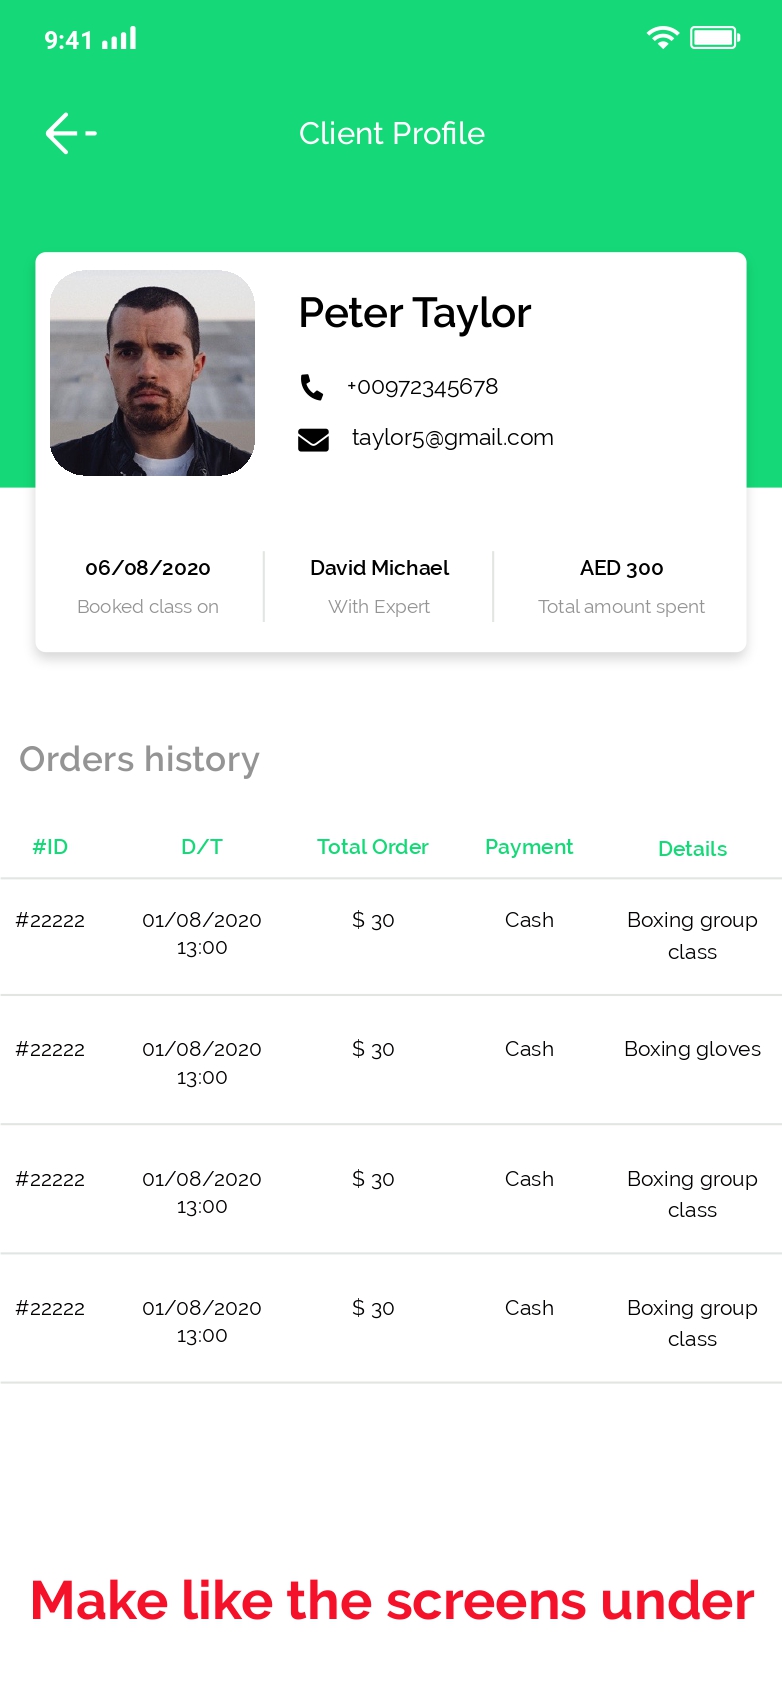 9:41
Client Profile
Peter Taylor
+00972345678
taylor5@gmail.com
06/08/2020 David Michael AED 300
Booked class on With Expert Total amount spent
Orders history
#ID D/T Total Order Payment Details
#22222 01/08/2020 $ 30 Cash Boxing group
13:00 class
#22222 01/08/2020 $ 30 Cash Boxing gloves
13:00
#22222 01/08/2020 $ 30 Cash Boxing group
13:00 class
#22222 01/08/2020 $ 30 Cash Boxing group
13:00 class
Make like the screens under